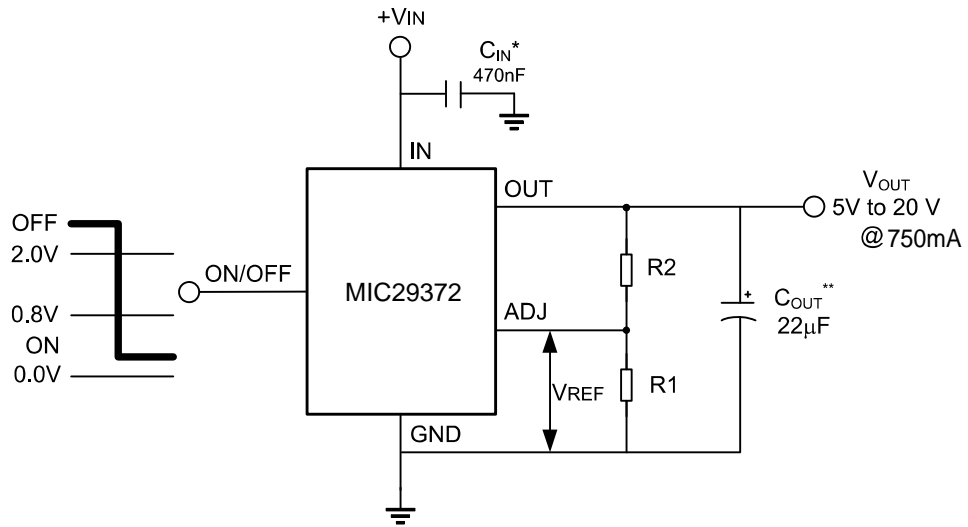 +VIN
CIN*
470nF
IN
OUT
VOUT
5V to 20 V
@750mA
OFF
2.0V
ON/OFF
MIC29372
R2
0.8V
ADJ
COUT**
+
22µF
ON
0.0V
VREF
R1
GND